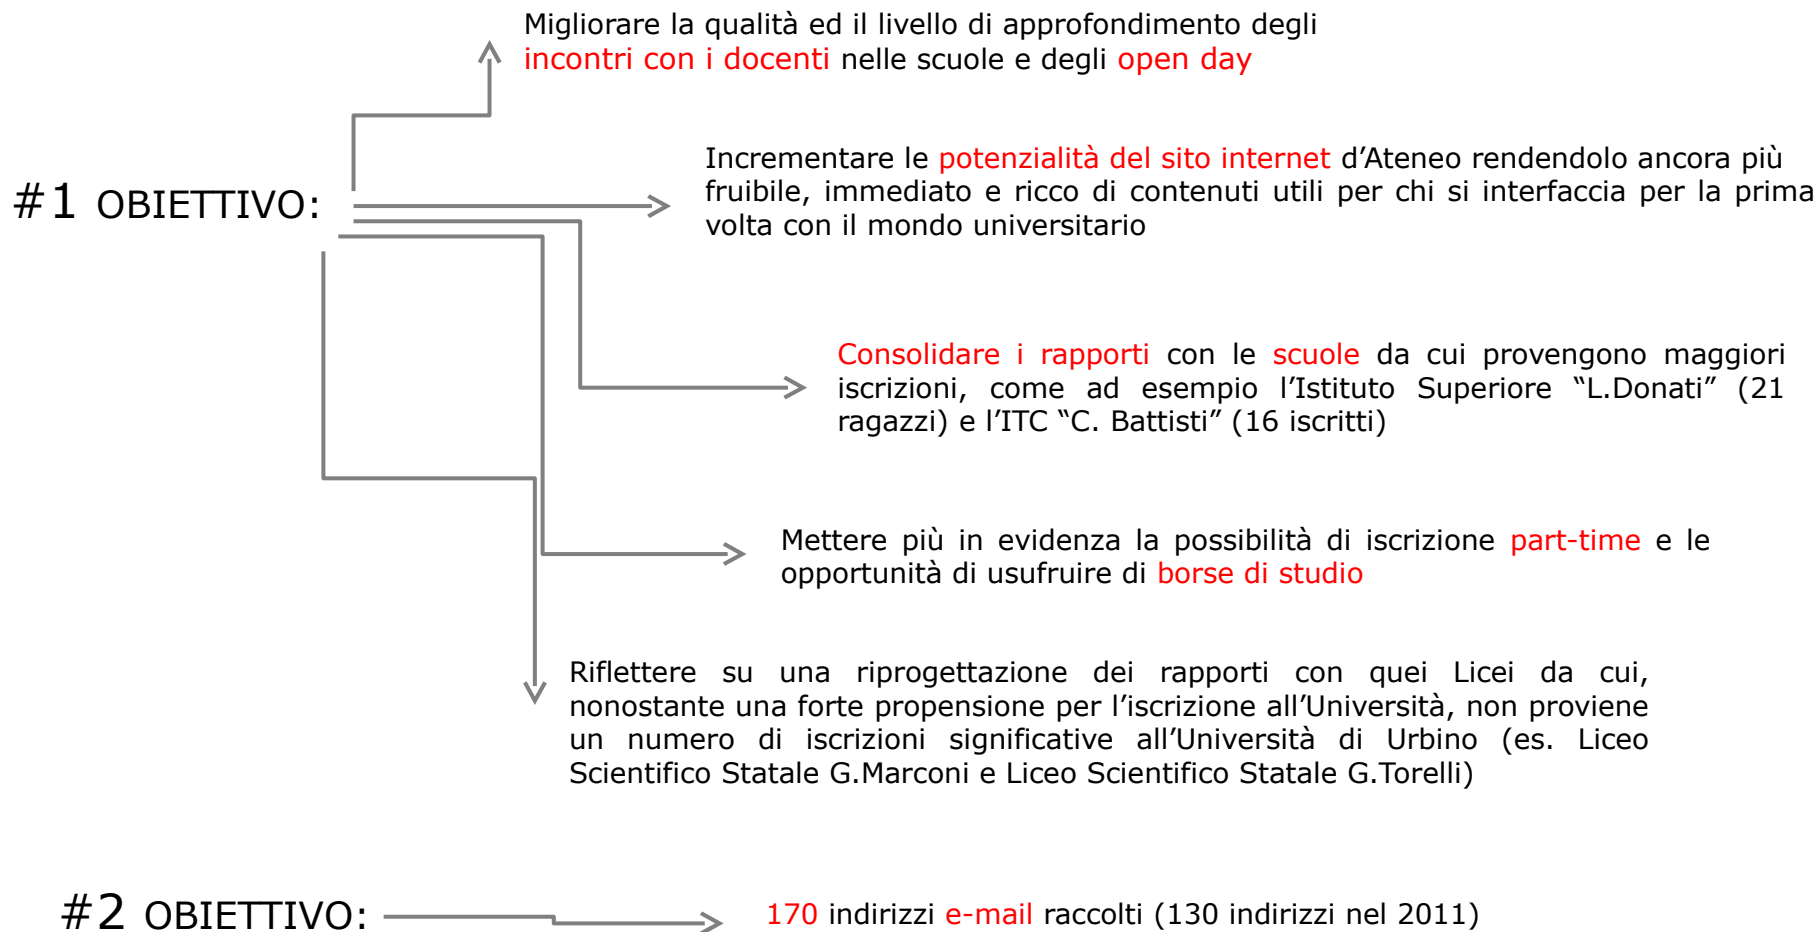 Migliorare la qualità ed il livello di approfondimento degli
incontri con i docenti nelle scuole e degli open day
#1 OBIETTIVO:
Incrementare le potenzialità del sito internet d’Ateneo rendendolo ancora più
fruibile, immediato e ricco di contenuti utili per chi si interfaccia per la prima
volta con il mondo universitario
Consolidare i rapporti con le scuole da cui provengono maggiori
iscrizioni, come ad esempio l’Istituto Superiore “L.Donati” (21
ragazzi) e l’ITC “C. Battisti” (16 iscritti)
Mettere più in evidenza la possibilità di iscrizione part-time e le
opportunità di usufruire di borse di studio
Riflettere su una riprogettazione dei rapporti con quei Licei da cui,
nonostante una forte propensione per l’iscrizione all’Università, non proviene
un numero di iscrizioni significative all’Università di Urbino (es. Liceo
Scientifico Statale G.Marconi e Liceo Scientifico Statale G.Torelli)
#2 OBIETTIVO:
170 indirizzi e-mail raccolti (130 indirizzi nel 2011)